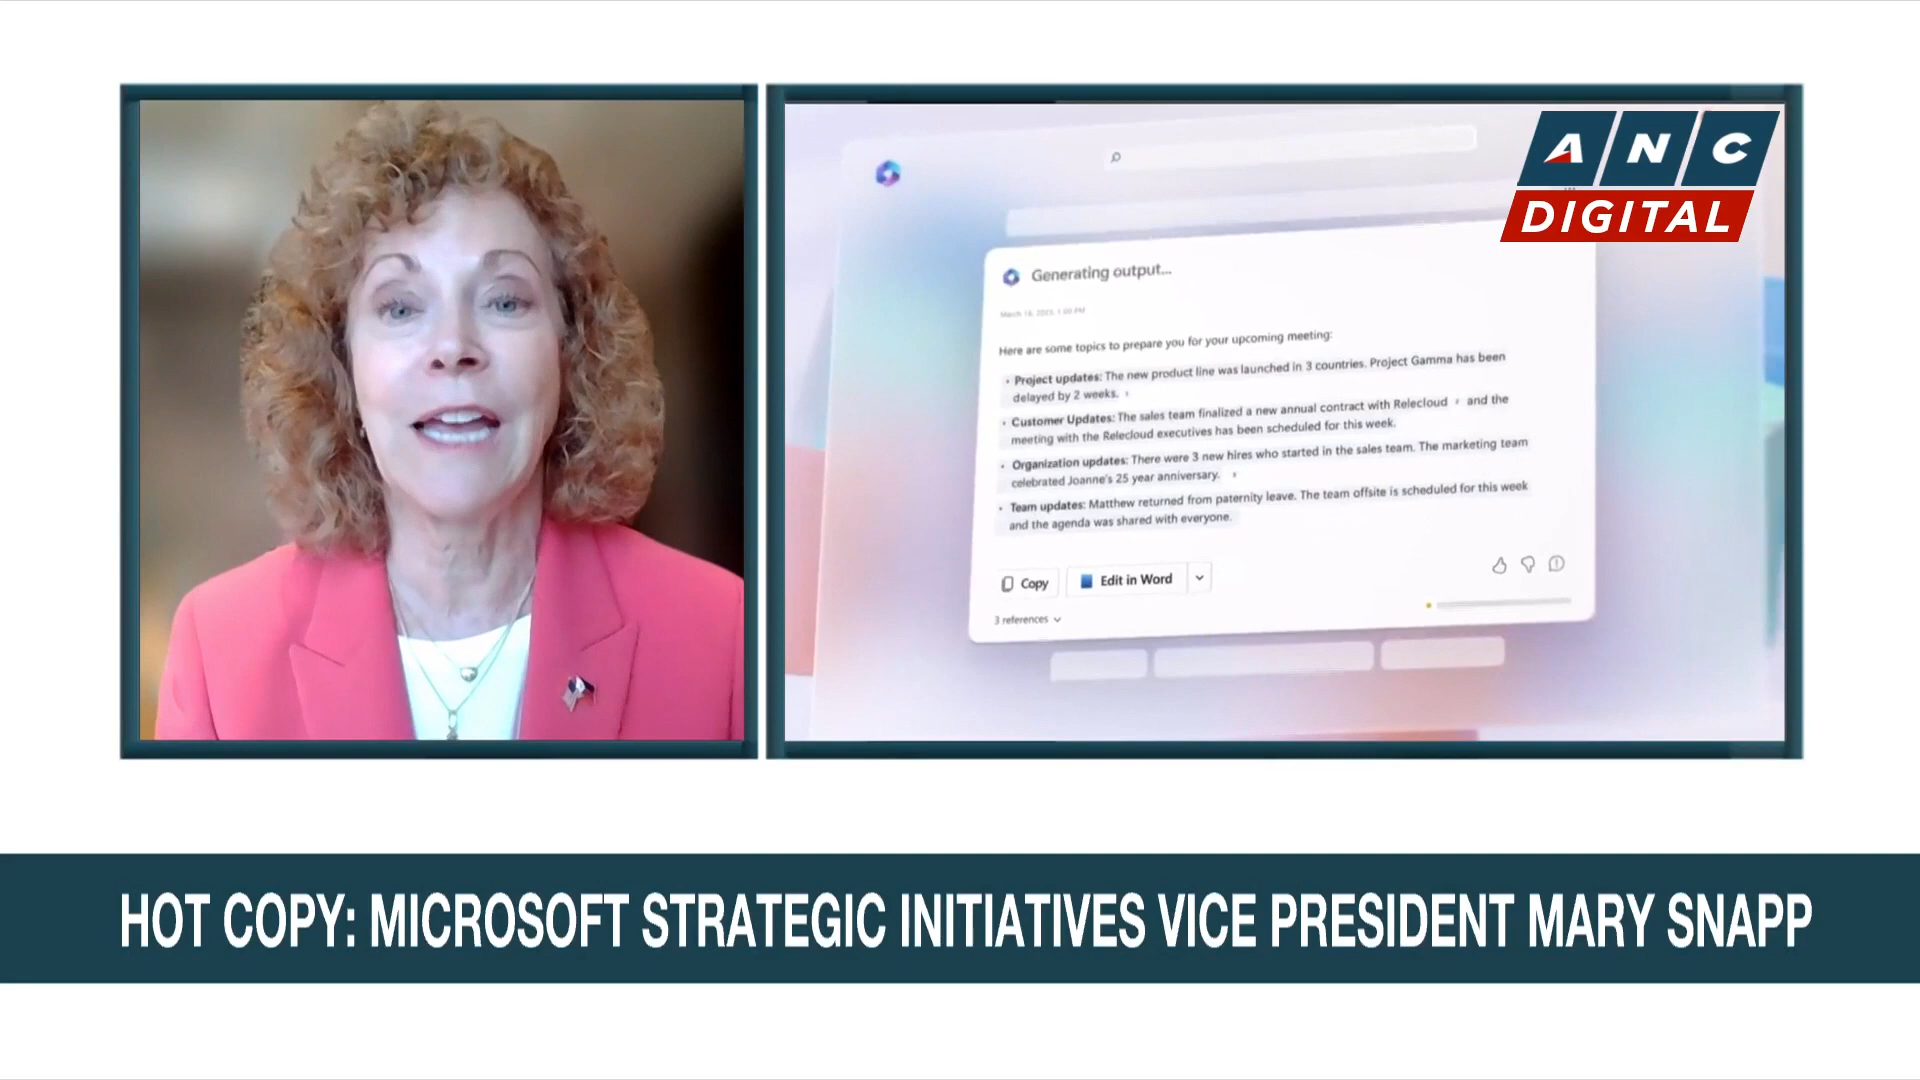 ANC
DIGITAL
Generating output...
March 16, 2023, 1:00 PM
Here are some topics to prepare you for your upcoming meeting:
• Project updates: The new product line was launched in 3 countries. Project Gamma has been
delayed by 2 weeks.
• Customer Updates: The sales team finalized a new annual contract with Relecloud and the
meeting with the Relecloud executives has been scheduled for this week.
• Organization updates: There were 3 new hires who started in the sales team. The marketing team
celebrated Joanne's 25 year anniversary.
• Team updates: Matthew returned from paternity leave. The team offsite is scheduled for this week
and the agenda was shared with everyone.
Copy
Edit in Word
3 references
HOT COPY: MICROSOFT STRATEGIC INITIATIVES VICE PRESIDENT MARY SNAPP